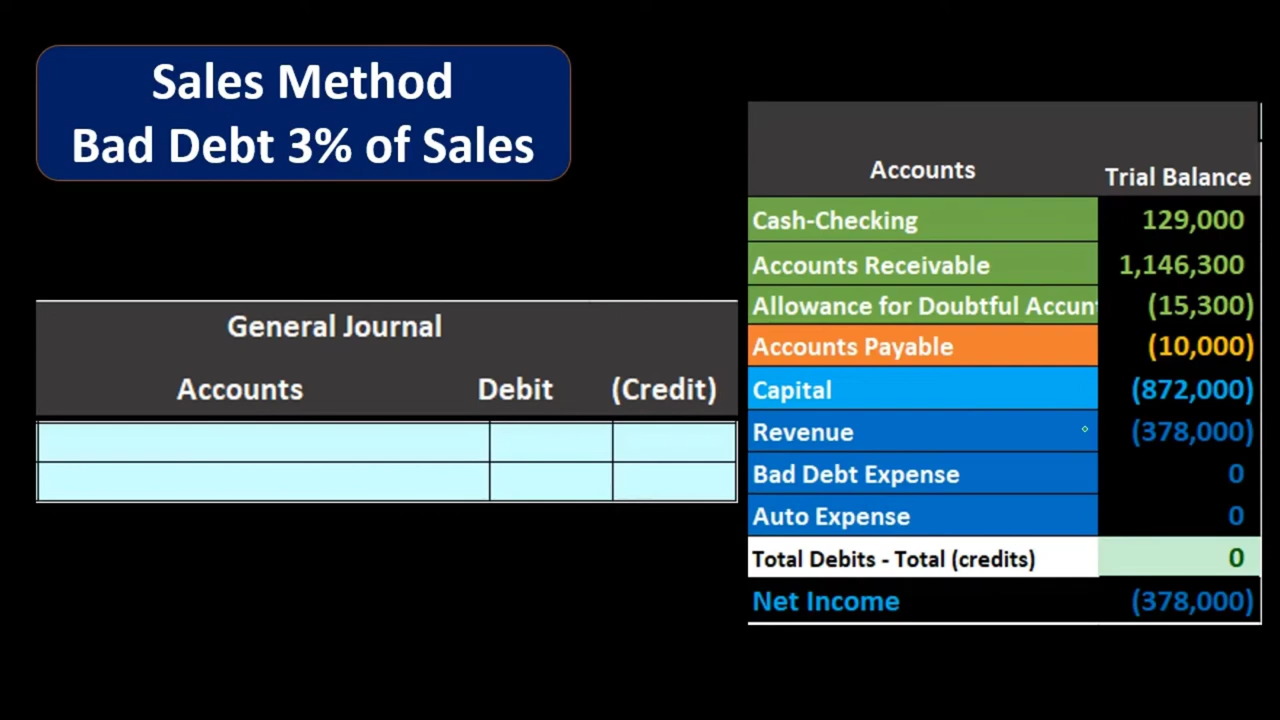 Sales Method
Bad Debt 3% of Sales
General Journal
Accounts Debit (Credit)
Accounts Trial Balance
Cash-Checking 129,000
Accounts Receivable 1,146,300
Allowance for Doubtful Accun (15,300)
Accounts Payable (10,000)
Capital (872,000)
Revenue (378,000)
Bad Debt Expense 0
Auto Expense 0
Total Debits - Total (credits) 0
Net Income (378,000)